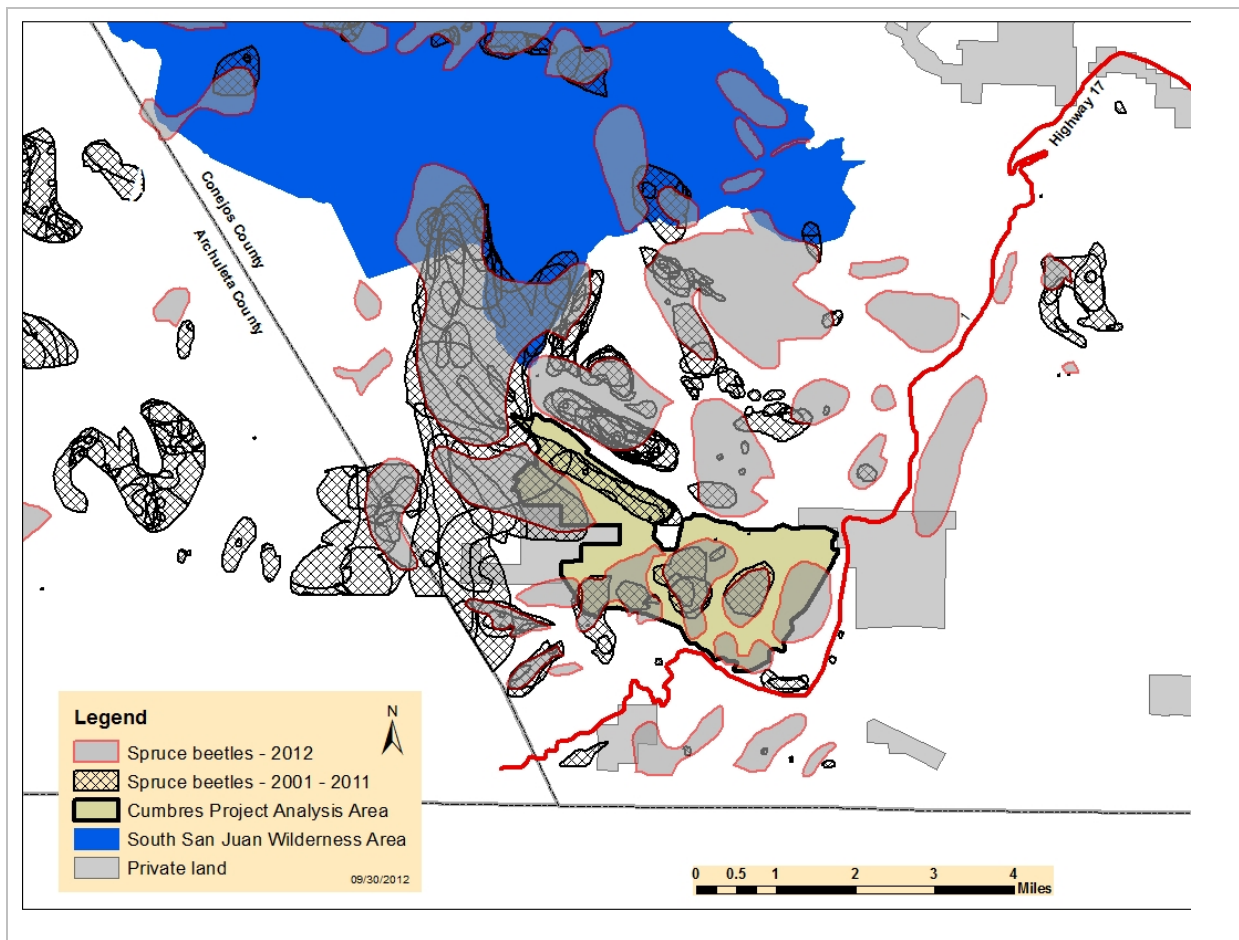 Highway 17
Conejos County
Archuleta County
Legend
N
Spruce beetles - 2012
Spruce beetles - 2001 - 2011
Cumbres Project Analysis Area
South San Juan Wilderness Area
Private land
09/30/2012
0 0.5 1 2 3 4
Miles